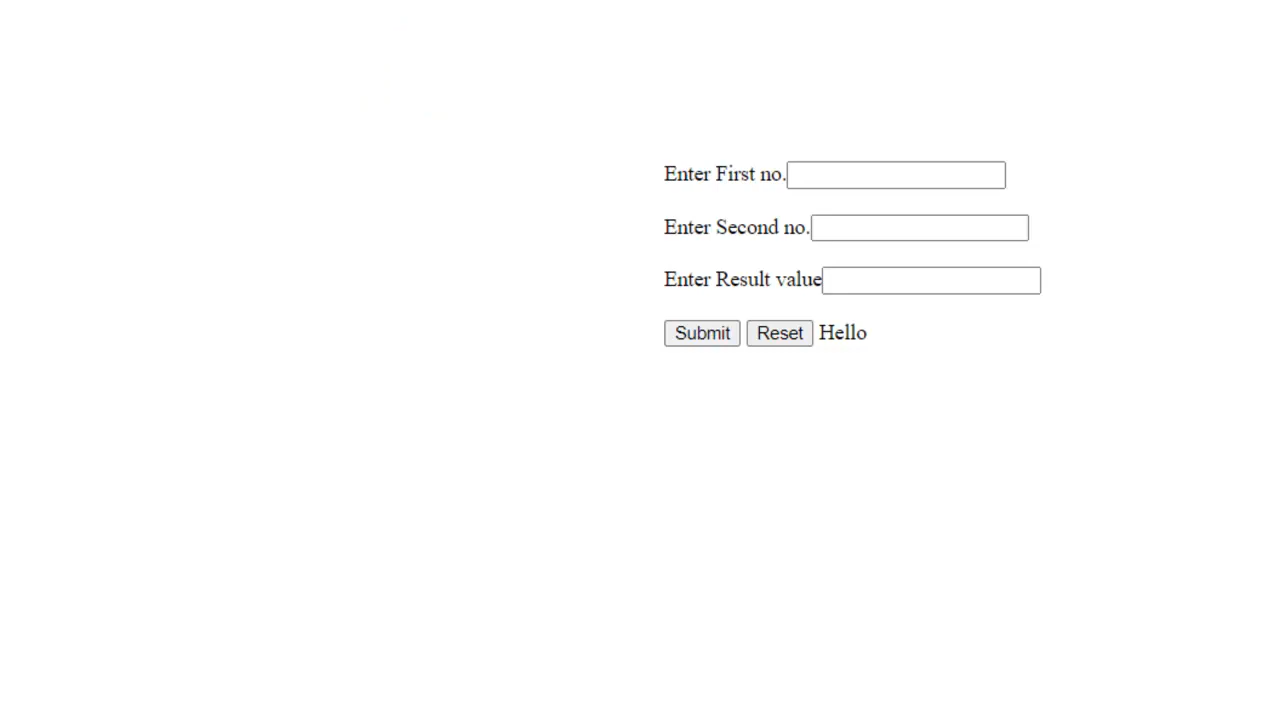 Enter First no.
Enter Second no.
Enter Result value
Submit Reset Hello